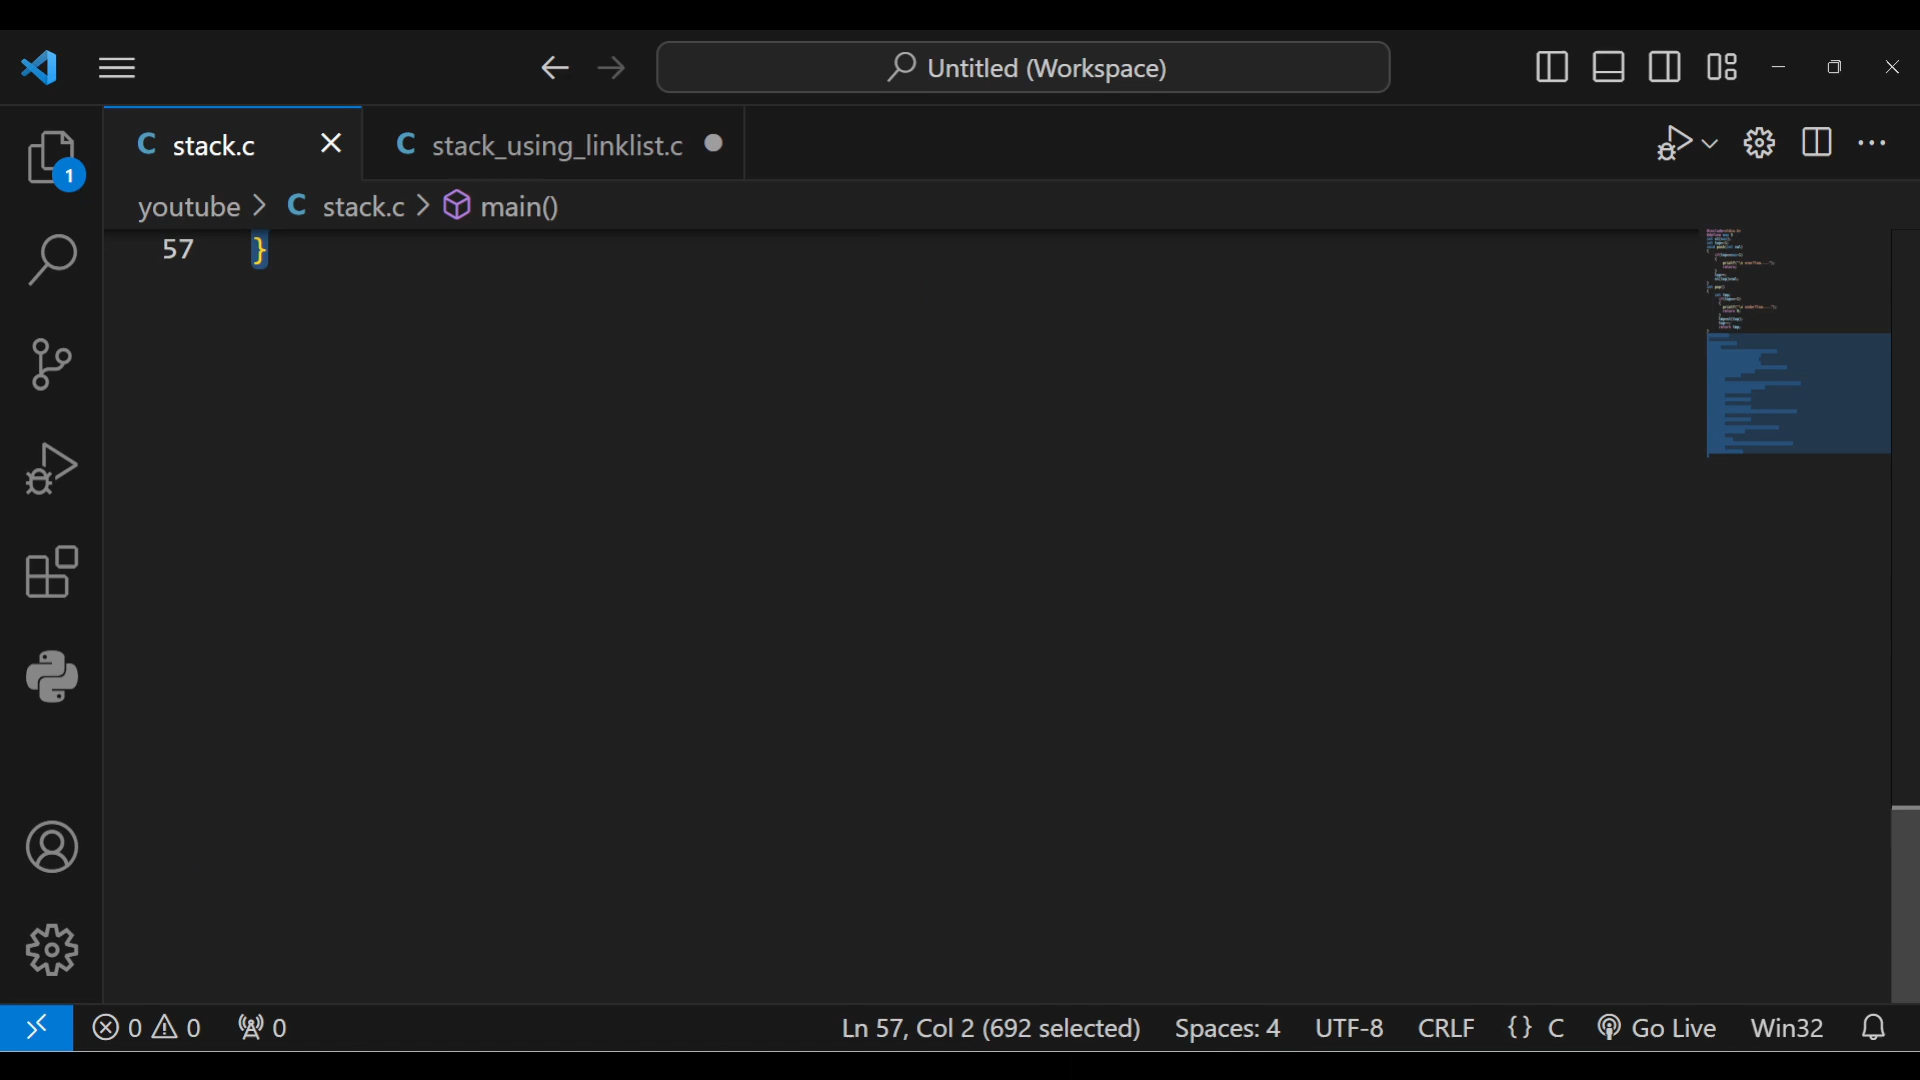 Untitled (Workspace)
C stack.c
C stack_using_linklist.c
1
youtube > C stack.c > main()
57 }
0 0 0 Ln 57, Col 2 (692 selected) Spaces: 4 UTF-8 CRLF {} C Go Live Win32